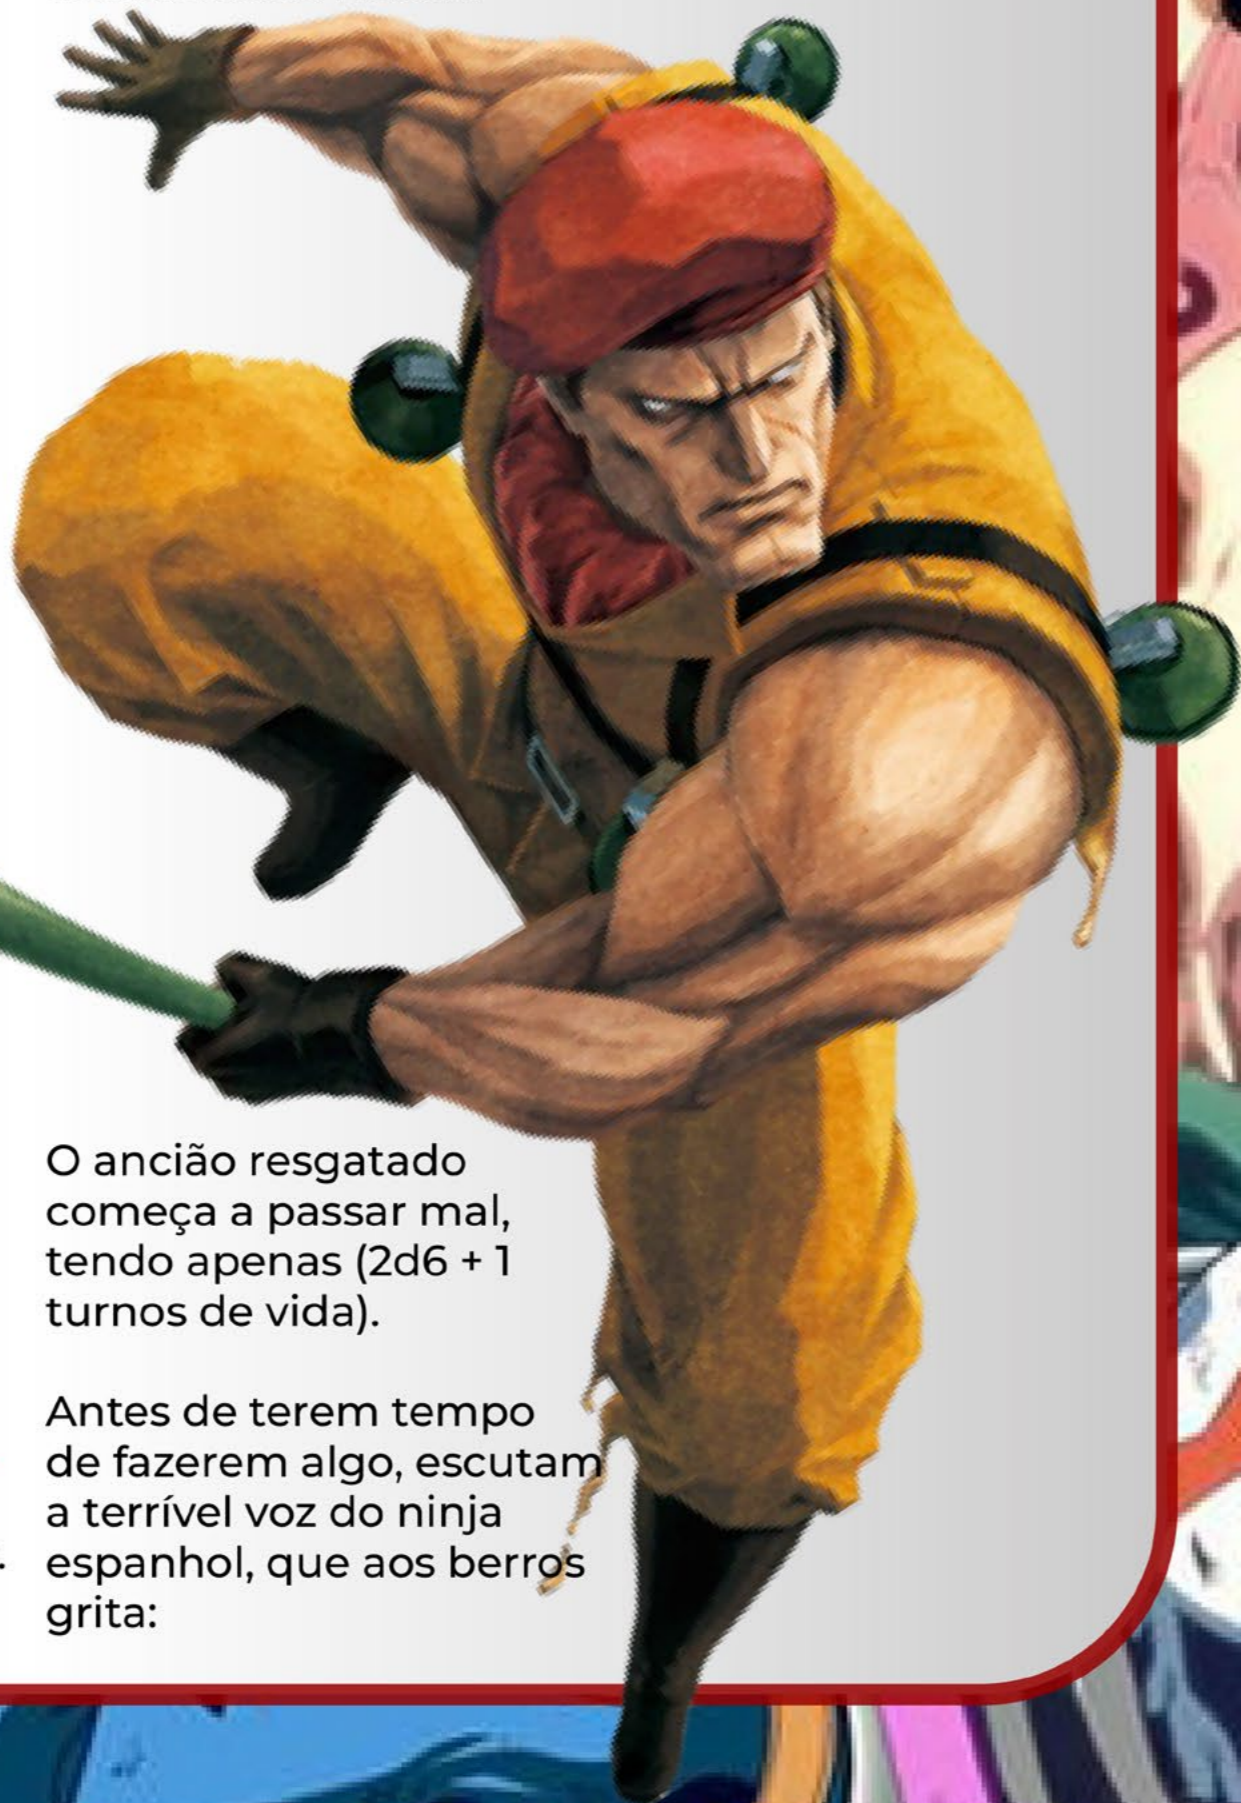 O ancião resgatado
começa a passar mal,
tendo apenas (2d6 + 1
turnos de vida).
Antes de terem tempo
de fazerem algo, escutam
a terrível voz do ninja
espanhol, que aos berros
grita: